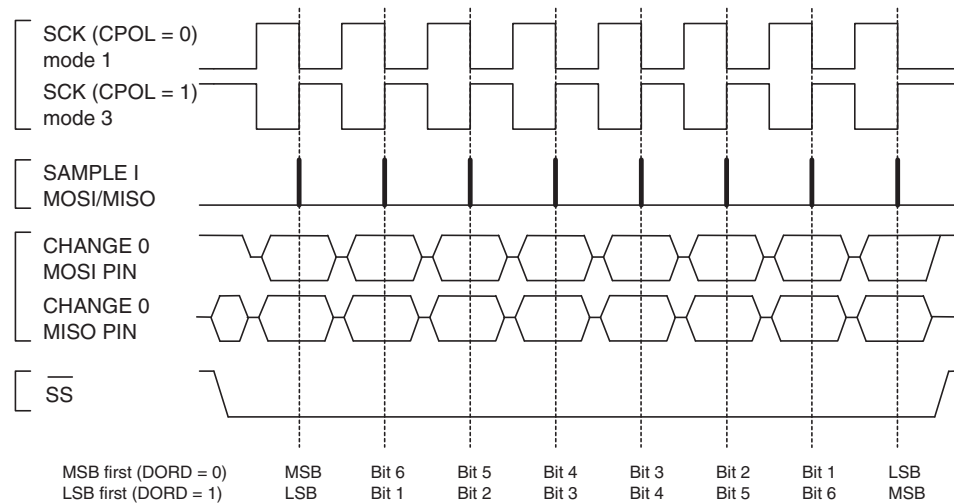 SCK (CPOL = 0)
mode 1
SCK (CPOL = 1)
mode 3
SAMPLE I
MOSI/MISO
CHANGE 0
MOSI PIN
CHANGE 0
MISO PIN
SS
MSB first (DORD = 0) MSB Bit 6 Bit 5 Bit 4 Bit 3 Bit 2 Bit 1 LSB
LSB first (DORD = 1) LSB Bit 1 Bit 2 Bit 3 Bit 4 Bit 5 Bit 6 MSB